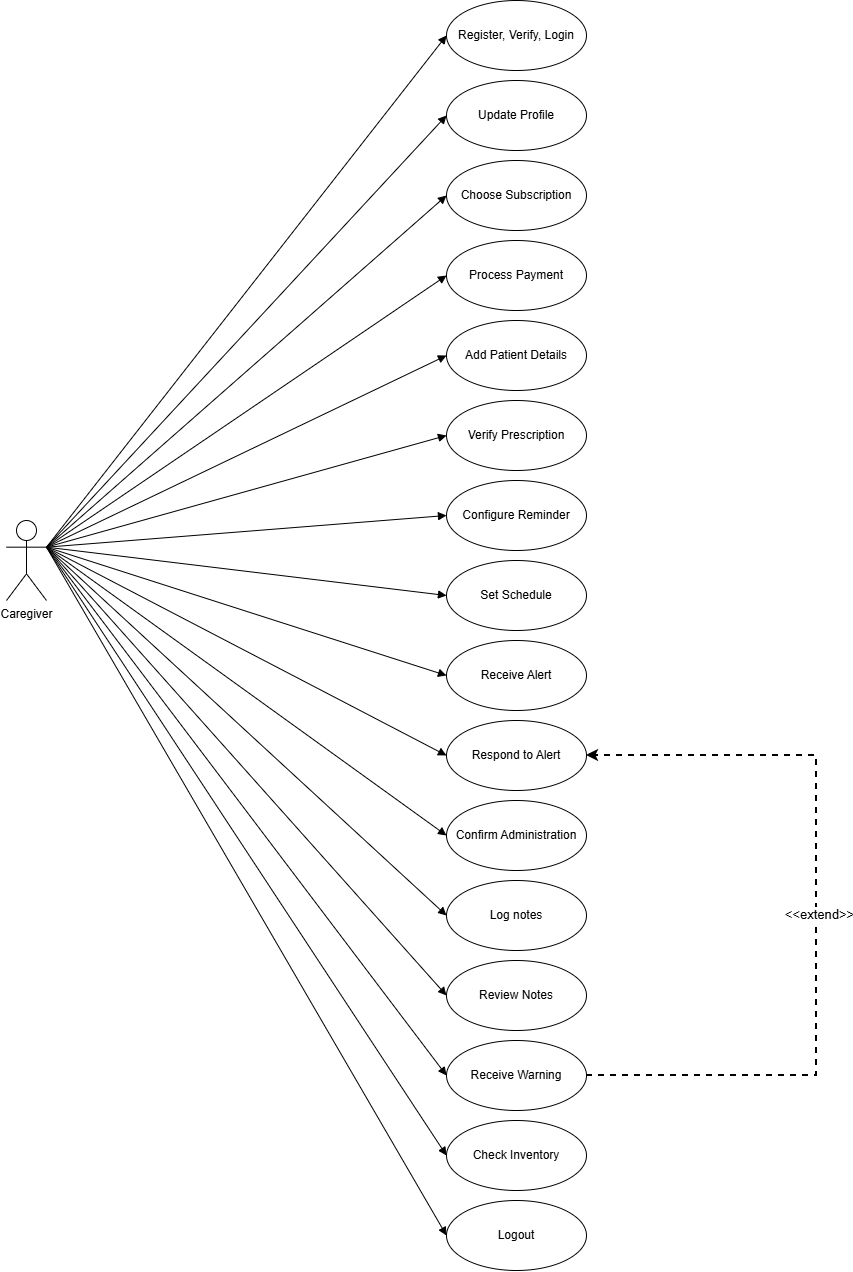 Register, Verify, Login
Update Profile
Choose Subscription
Process Payment
Add Patient Details
Verify Prescription
Configure Reminder
Set Schedule
Caregiver
Receive Alert
Respond to Alert
Confirm Administration
Log notes
<<extend>>
Review Notes
Receive Warning
Check Inventory
Logout